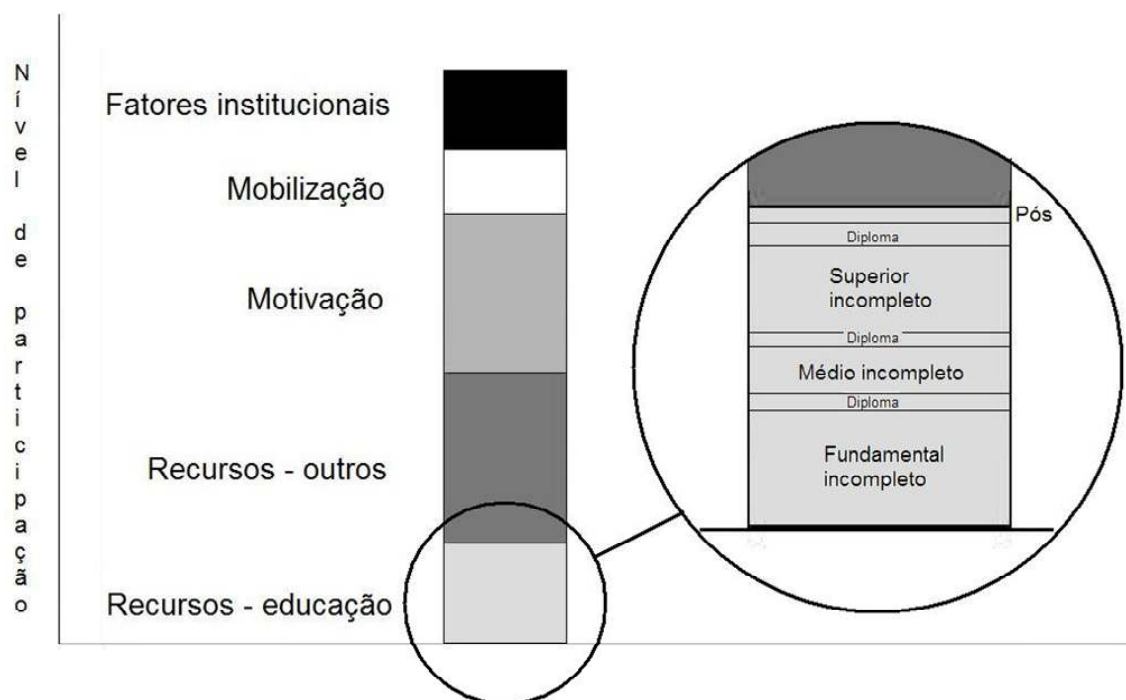 Nível de participação
Fatores institucionais
Mobilização
Motivação
Recursos - outros
Recursos - educação
Pós
Diploma
Superior
incompleto
Diploma
Médio incompleto
Diploma
Fundamental
incompleto